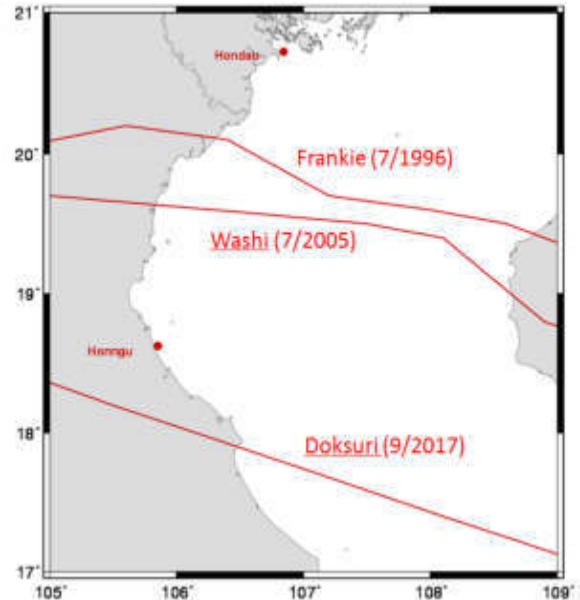 21°
Hondau
20°
Frankie (7/1996)
Washi (7/2005)
19°
Honngu
18°
Doksuri (9/2017)
17°
105° 106° 107° 108° 109°